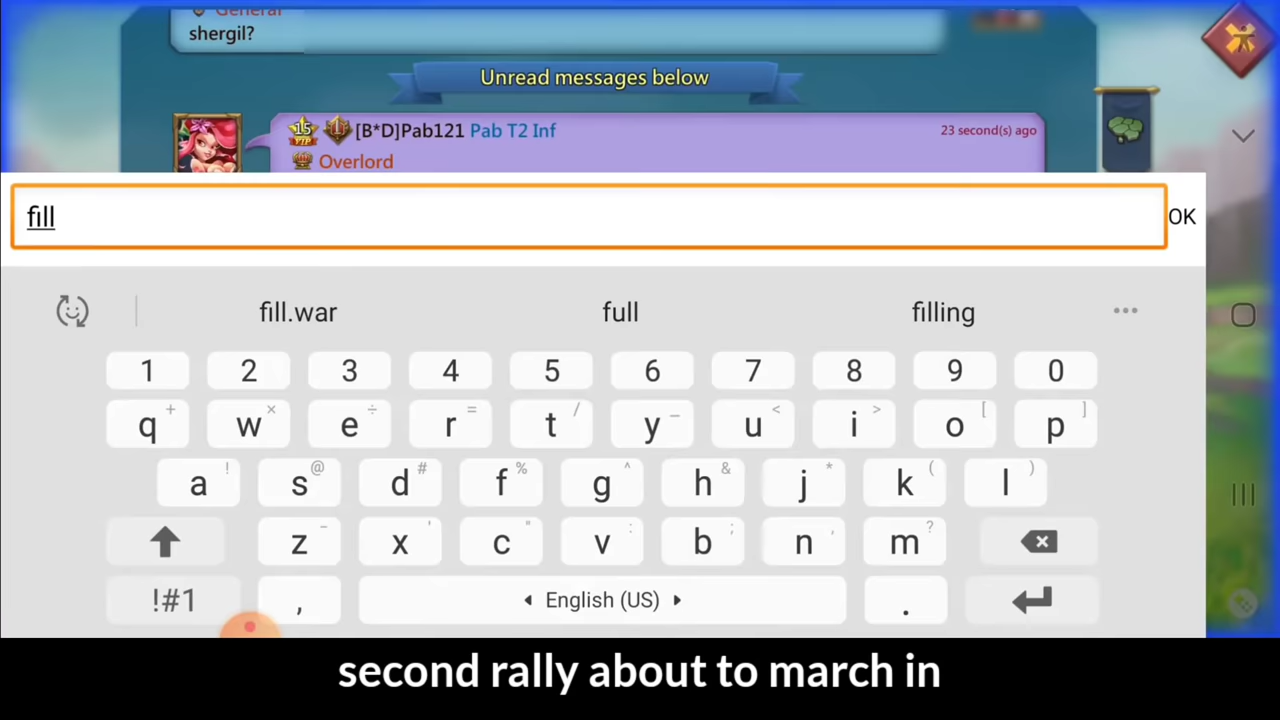 General
shergil?
Unread messages below
15 VIP [B*D]Pab121 Pab T2 Inf
23 second(s) ago
Overlord
fill
OK
fill.war full filling
1 2 3 4 5 6 7 8 9 0
q + w × e ÷ r = t / y _ u < i > o [ p ]
a ! s @ d # f % g ^ h & j * k ( l )
z - x ' c " v : b ; n , m ?
!#1 , English (US) .
second rally about to march in